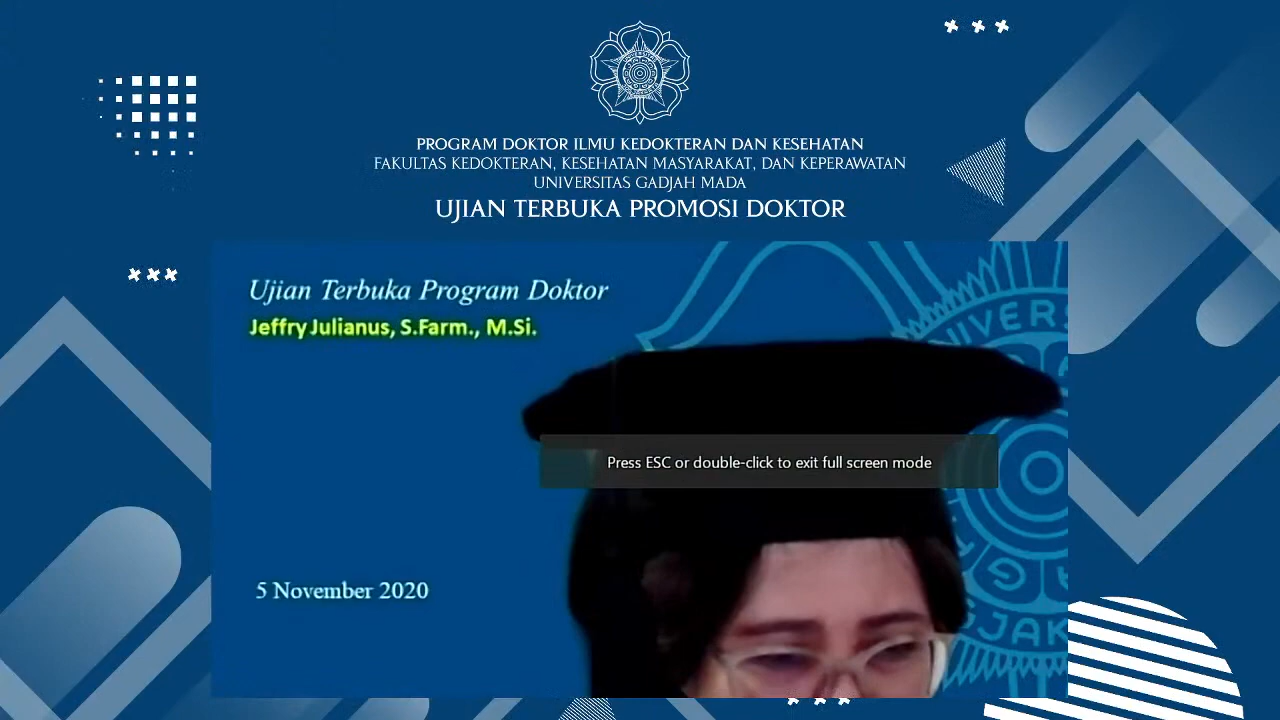 PROGRAM DOKTOR ILMU KEDOKTERAN DAN KESEHATAN
FAKULTAS KEDOKTERAN, KESEHATAN MASYARAKAT, DAN KEPERAWATAN
UNIVERSITAS GADJAH MADA
UJIAN TERBUKA PROMOSI DOKTOR
Ujian Terbuka Program Doktor
Jeffry Julianus, S.Farm., M.Si.
Press ESC or double-click to exit full screen mode
5 November 2020